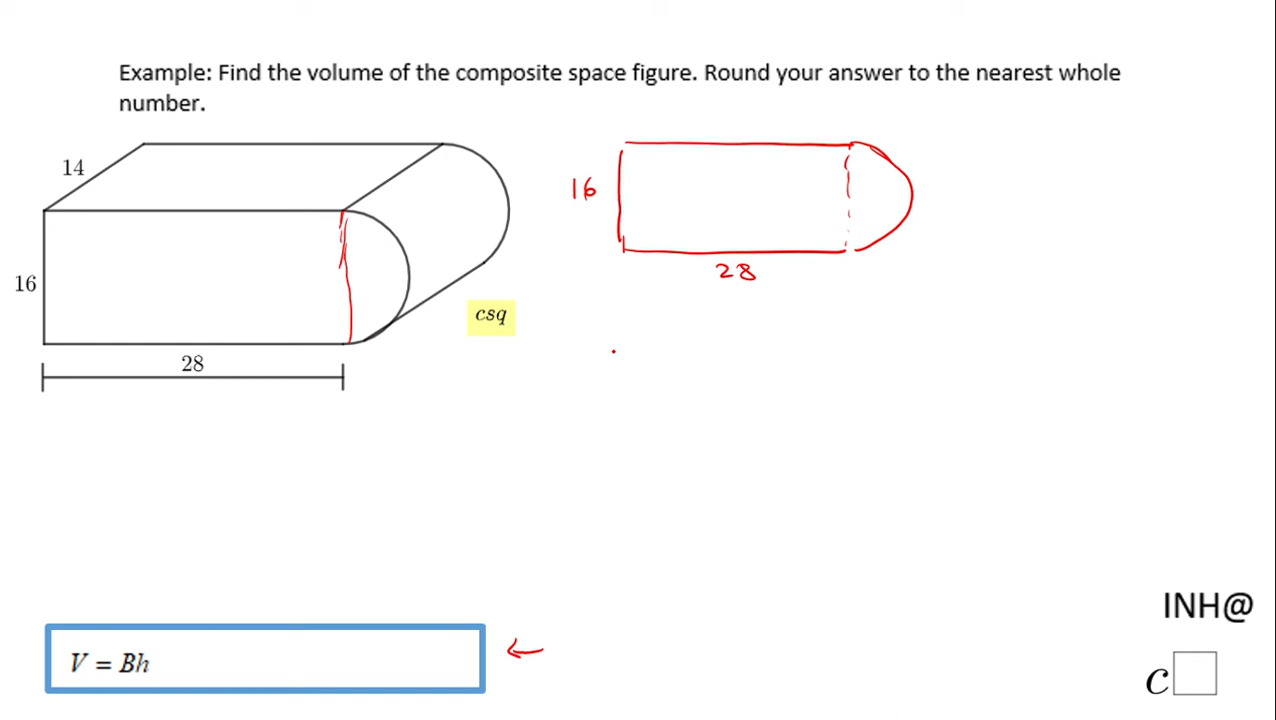 Example: Find the volume of the composite space figure. Round your answer to the nearest whole
number.
14
16
28
csq
16
28
V = Bh
INH@
c